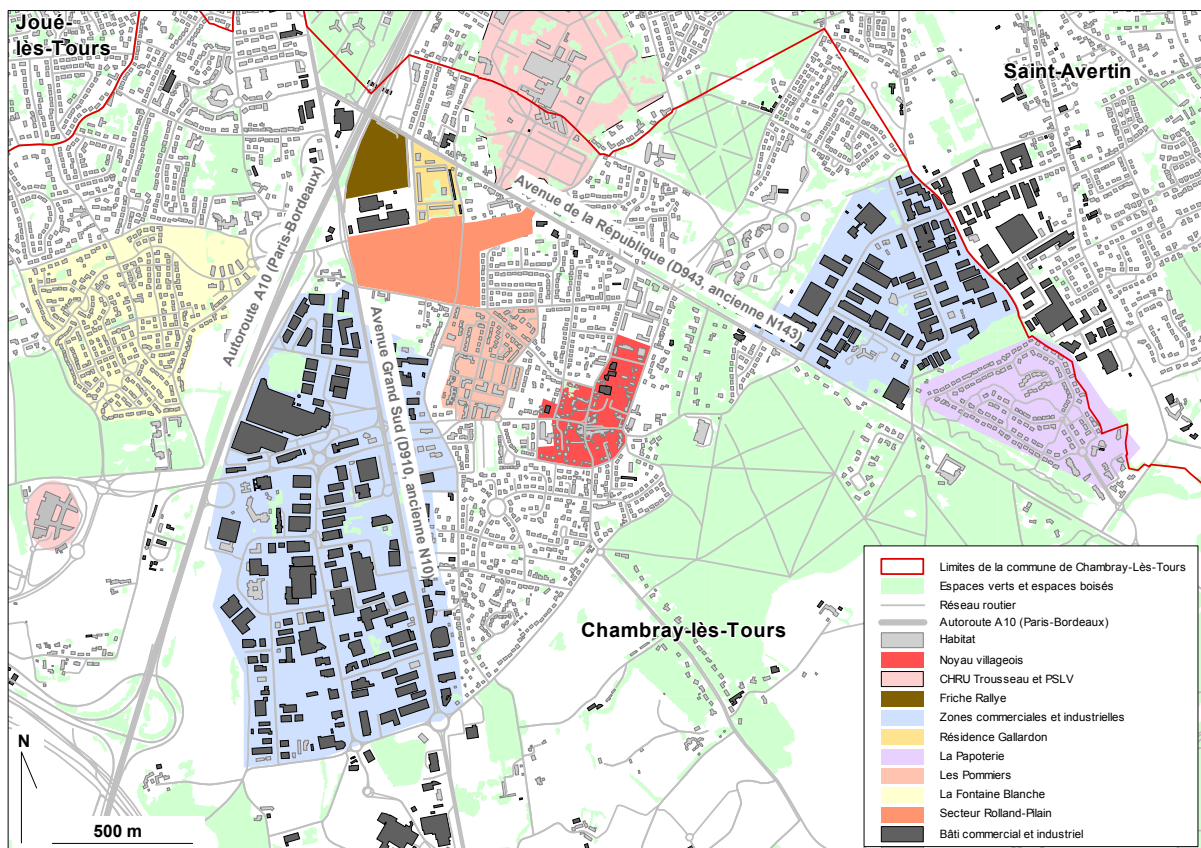 Joué-
lès-Tours
Saint-Avertin
Autoroute A10 (Paris-Bordeaux)
Avenue de la République (D943, ancienne N143)
Avenue Grand Sud (D910, ancienne N10)
Chambray-lès-Tours
Limites de la commune de Chambray-Lès-Tours
Espaces verts et espaces boisés
Réseau routier
Autoroute A10 (Paris-Bordeaux)
Habitat
Noyau villageois
CHRU Trousseau et PSLV
Friche Rallye
Zones commerciales et industrielles
Résidence Gallardon
La Papoterie
Les Pommiers
La Fontaine Blanche
Secteur Rolland-Pilain
Bâti commercial et industriel
N
500 m